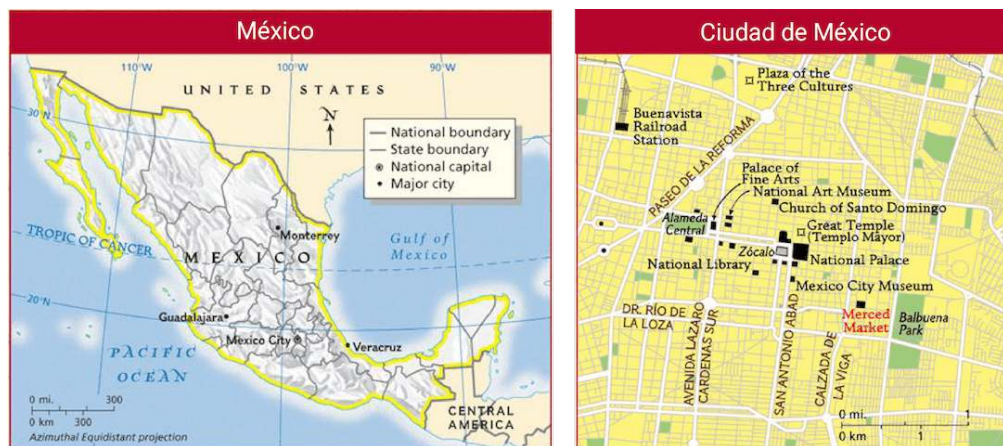 México
110°W
100°W
90°W
UNITED STATES
N
30°N
National boundary
State boundary
National capital
Major city
Monterrey
Gulf of
Mexico
TROPIC OF CANCER
MEXICO
20°N
Guadalajara
Mexico City
Veracruz
PACIFIC
OCEAN
CENTRAL
AMERICA
0 mi. 300
0 km 300
Azimuthal Equidistant projection
Ciudad de México
Plaza of the
Three Cultures
Buenavista
Railroad
Station
PASEO DE LA REFORMA
Palace of
Fine Arts
National Art Museum
Church of Santo Domingo
Alameda
Central
Great Temple
(Templo Mayor)
Zócalo
National Palace
National Library
Mexico City Museum
DR. RÍO DE
LA LOZA
Merced
Market
Balbuena
Park
AVENIDA LAZARO
CARDENAS SUR
SAN ANTONIO ABAD
CALZADA DE
LA VIGA
0 mi. 1
0 km 1